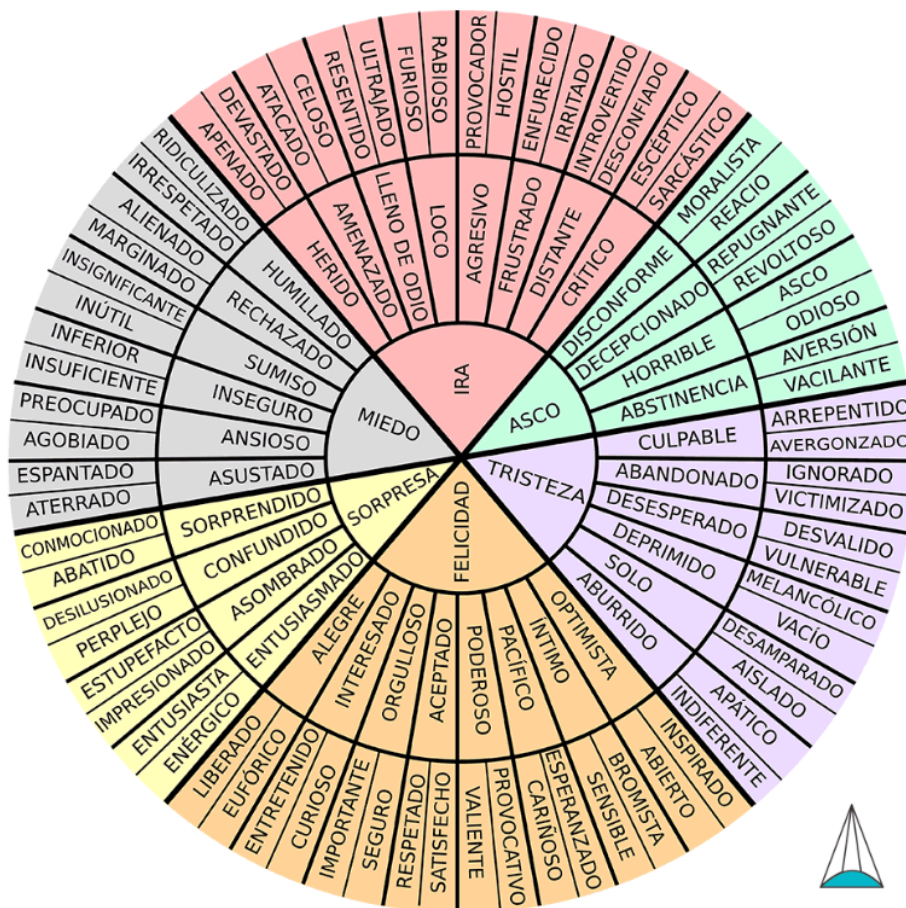 IRA
HERIDO
APENADO
DEVASTADO
AMENAZADO
ATACADO
CELOSO
LLENO DE ODIO
RESENTIDO
ULTRAJADO
LOCO
FURIOSO
RABIOSO
AGRESIVO
PROVOCADOR
HOSTIL
FRUSTRADO
ENFURECIDO
IRRITADO
DISTANTE
INTROVERTIDO
DESCONFIADO
CRÍTICO
ESCÉPTICO
SARCÁSTICO
ASCO
DISCONFORME
MORALISTA
REACIO
DECEPCIONADO
REPUGNANTE
REVOLTOSO
HORRIBLE
ASCO
ODIOSO
ABSTINENCIA
AVERSIÓN
VACILANTE
TRISTEZA
CULPABLE
ARREPENTIDO
AVERGONZADO
ABANDONADO
IGNORADO
VICTIMIZADO
DESESPERADO
DESVALIDO
VULNERABLE
DEPRIMIDO
MELANCÓLICO
VACÍO
SOLO
DESAMPARADO
AISLADO
ABURRIDO
APÁTICO
INDIFERENTE
FELICIDAD
OPTIMISTA
INSPIRADO
ABIERTO
ÍNTIMO
BROMISTA
SENSIBLE
PACÍFICO
ESPERANZADO
CARIÑOSO
PODEROSO
PROVOCATIVO
VALIENTE
ACEPTADO
SATISFECHO
RESPETADO
ORGULLOSO
SEGURO
IMPORTANTE
INTERESADO
CURIOSO
ENTRETENIDO
ALEGRE
EUFÓRICO
LIBERADO
SORPRESA
ENTUSIASMADO
ENÉRGICO
ENTUSIASTA
ASOMBRADO
IMPRESIONADO
ESTUPEFACTO
CONFUNDIDO
PERPLEJO
DESILUSIONADO
SORPRENDIDO
ABATIDO
CONMOCIONADO
MIEDO
ASUSTADO
ATERRADO
ESPANTADO
ANSIOSO
AGOBIADO
PREOCUPADO
INSEGURO
INSUFICIENTE
INFERIOR
SUMISO
INÚTIL
INSIGNIFICANTE
RECHAZADO
MARGINADO
ALIENADO
HUMILLADO
IRRESPETADO
RIDICULIZADO